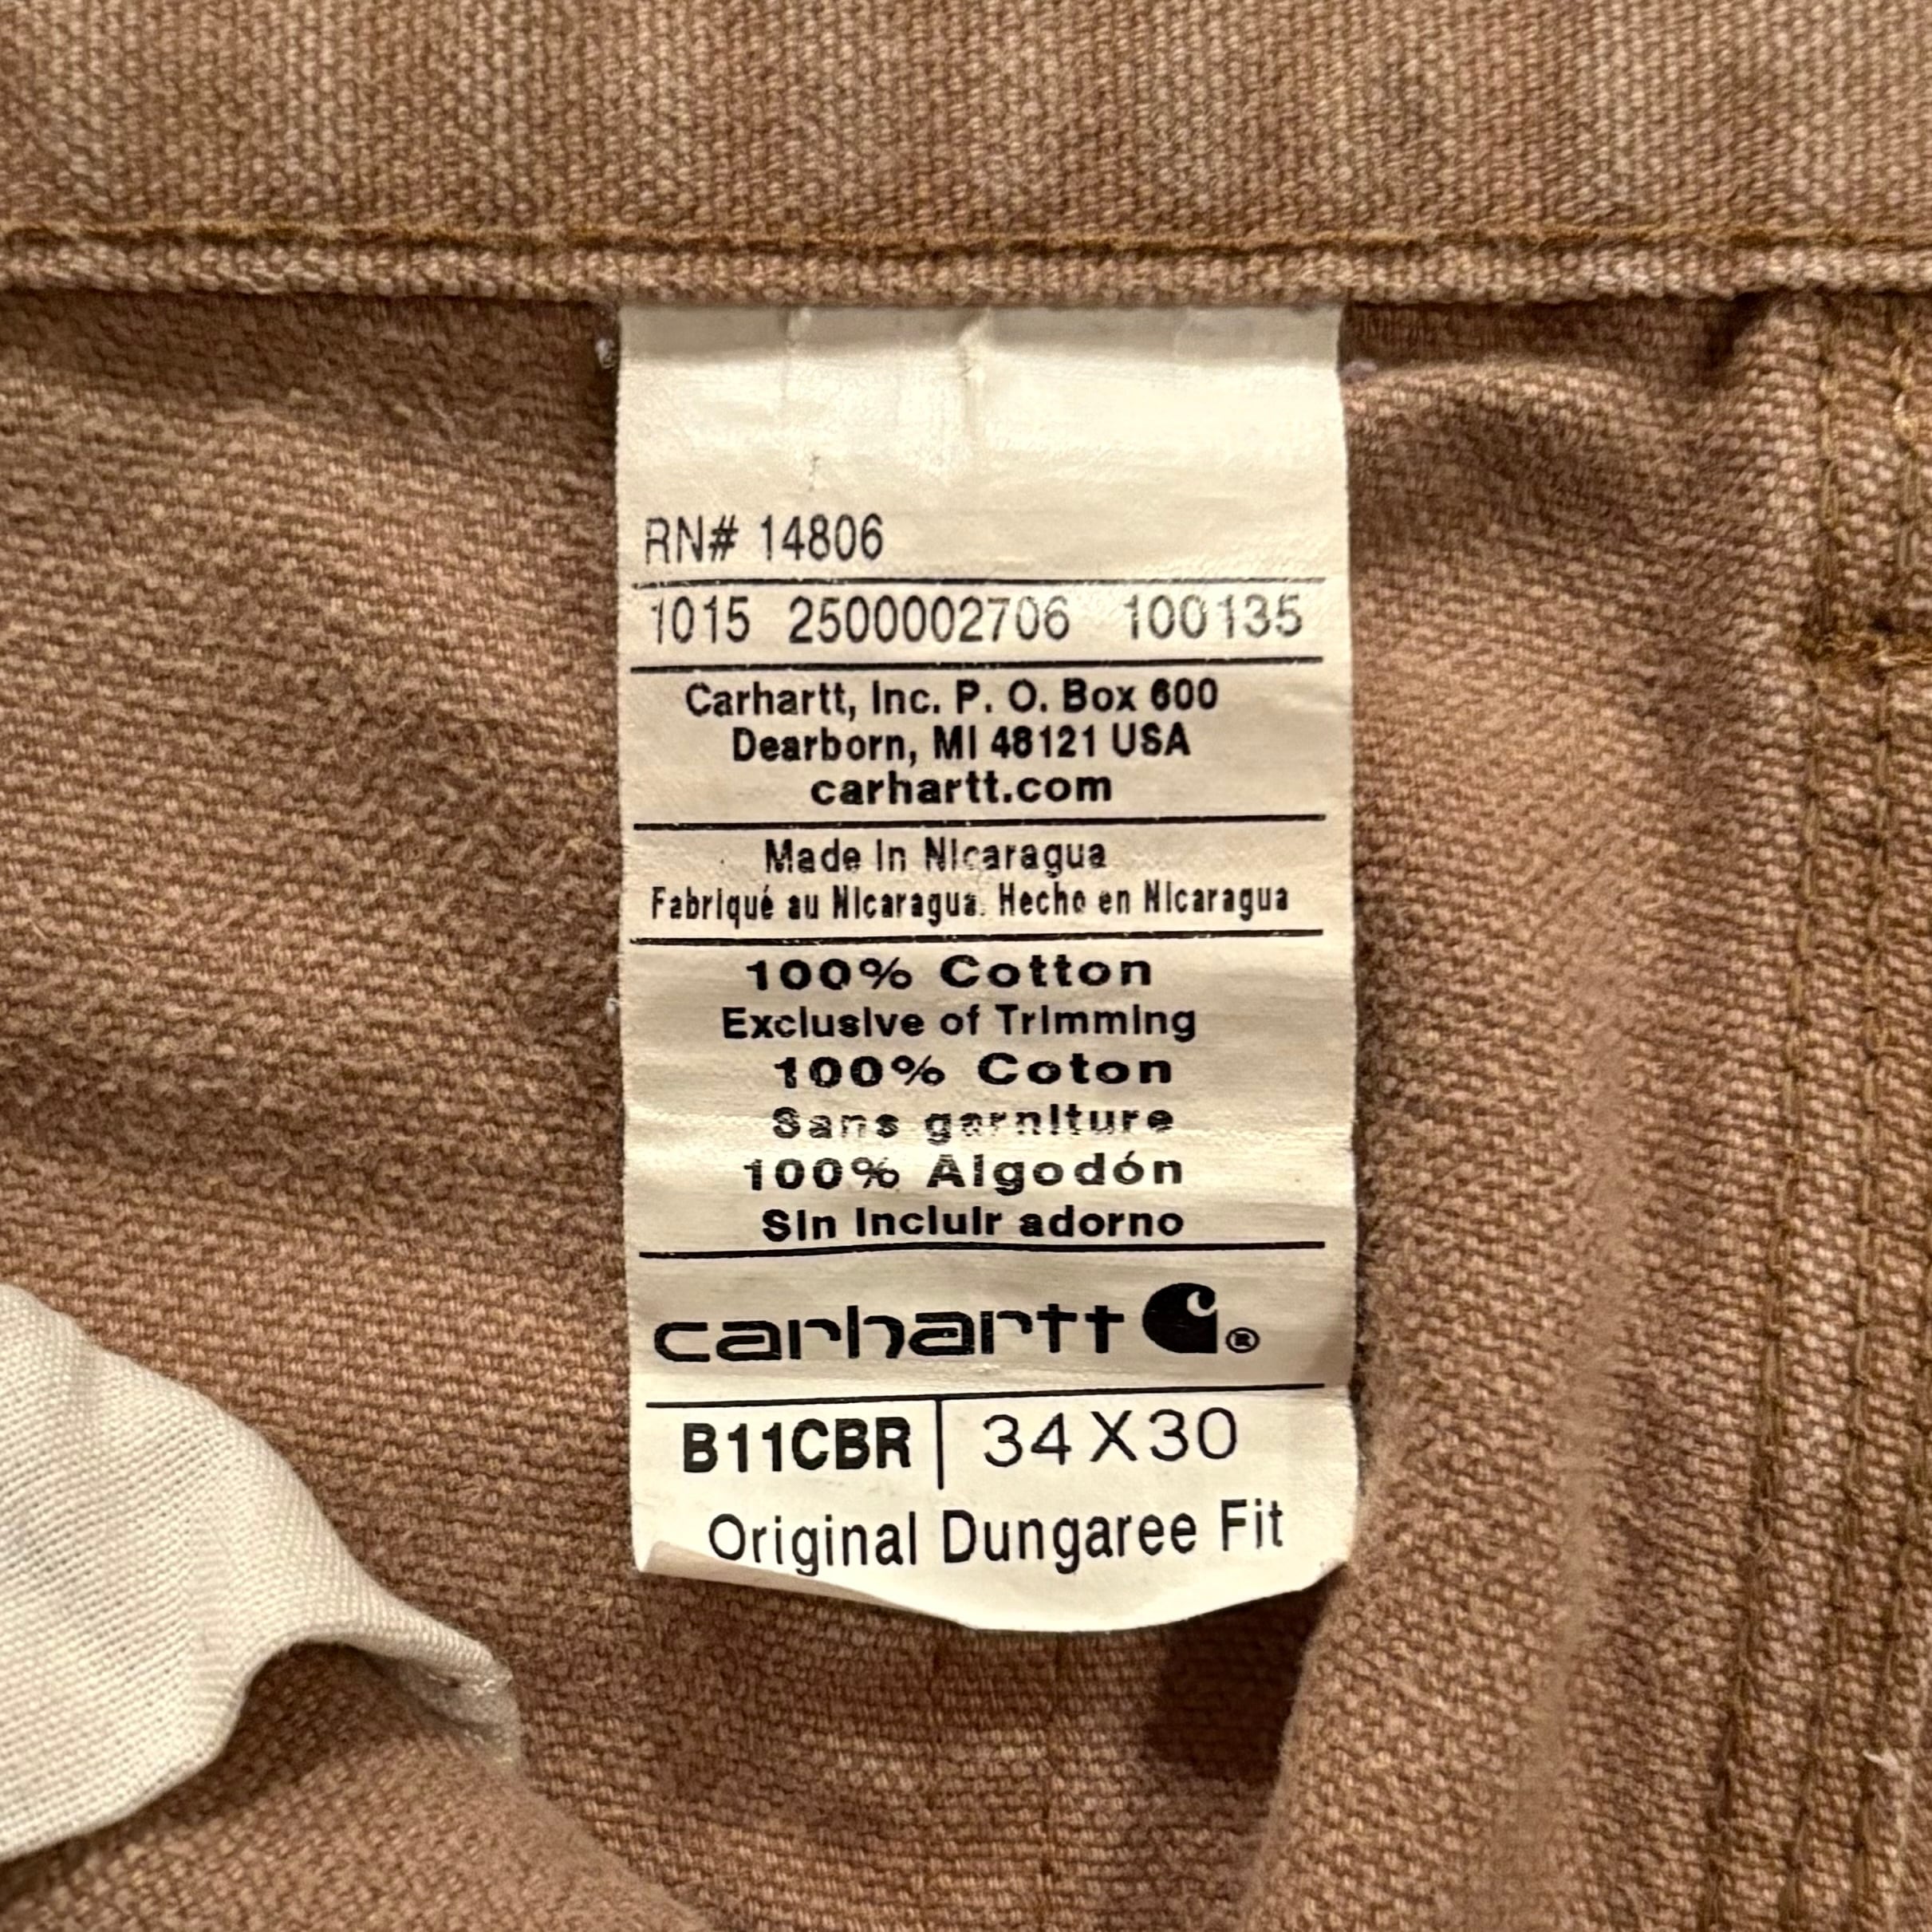 RN# 14806
1015 2500002706 100135
Carhartt, Inc. P. O. Box 600
Dearborn, MI 48121 USA
carhartt.com
Made in Nicaragua
Fabriqué au Nicaragua. Hecho en Nicaragua
100% Cotton
Exclusive of Trimming
100% Coton
Sans garniture
100% Algodón
Sin incluir adorno
carhartt ®
B11CBR | 34 X 30
Original Dungaree Fit